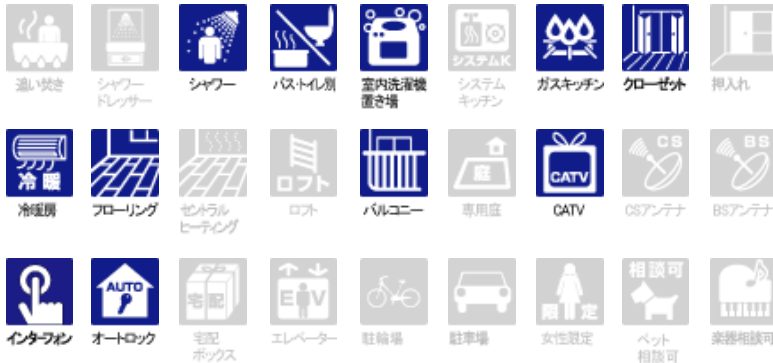 システムK
追い焚き
シャワー
ドレッサー
シャワー
バス・トイレ別
室内洗濯機
置き場
システム
キッチン
ガスキッチン
クローゼット
押入れ
冷暖
ロフト
庭
CATV
CS
BS
冷暖房
フローリング
セントラル
ヒーティング
ロフト
バルコニー
専用庭
CATV
CSアンテナ
BSアンテナ
AUTO
宅配
EV
限定
相談可
インターフォン
オートロック
宅配
ボックス
エレベーター
駐輪場
駐車場
女性限定
ペット
相談可
楽器相談可